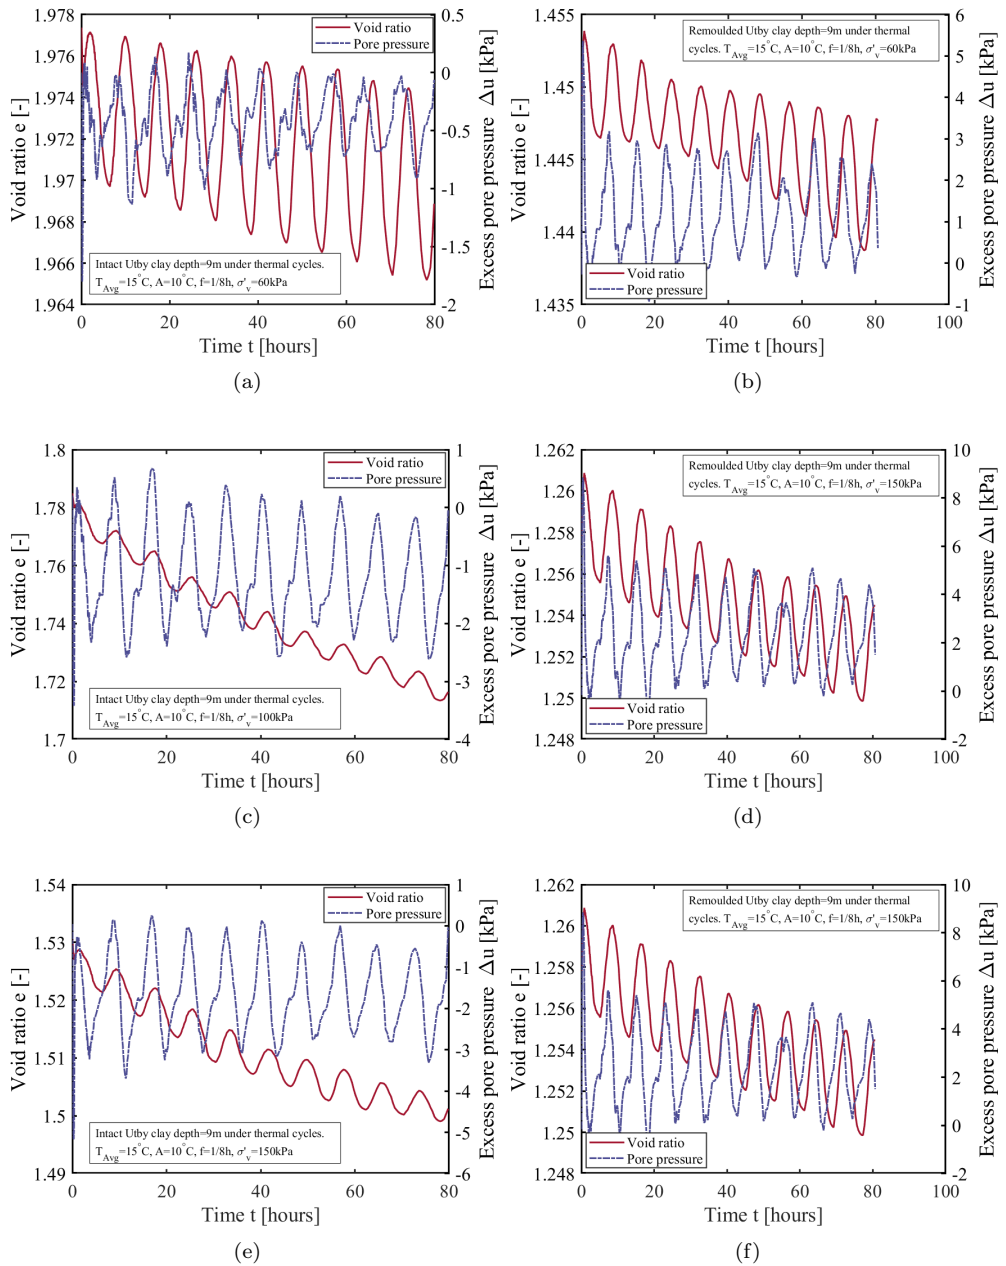 1.978
1.976
1.974
1.972
1.97
1.968
1.966
1.964
Void ratio e [-]
0.5
0
-0.5
-1
-1.5
-2
Excess pore pressure Δu [kPa]
0
20
40
60
80
Time t [hours]
Void ratio
Pore pressure
Intact Utby clay depth=9m under thermal cycles.
T_Avg=15°C, A=10°C, f=1/8h, σ'_v=60kPa
(a)
1.455
1.45
1.445
1.44
1.435
Void ratio e [-]
6
5
4
3
2
1
0
-1
Excess pore pressure Δu [kPa]
0
20
40
60
80
100
Time t [hours]
Remoulded Utby clay depth=9m under thermal
cycles. T_Avg=15°C, A=10°C, f=1/8h, σ'_v=60kPa
Void ratio
Pore pressure
(b)
1.8
1.78
1.76
1.74
1.72
1.7
Void ratio e [-]
1
0
-1
-2
-3
-4
Excess pore pressure Δu [kPa]
0
20
40
60
80
Time t [hours]
Void ratio
Pore pressure
Intact Utby clay depth=9m under thermal cycles.
T_Avg=15°C, A=10°C, f=1/8h, σ'_v=100kPa
(c)
1.262
1.26
1.258
1.256
1.254
1.252
1.25
1.248
Void ratio e [-]
10
8
6
4
2
0
-2
Excess pore pressure Δu [kPa]
0
20
40
60
80
100
Time t [hours]
Remoulded Utby clay depth=9m under thermal
cycles. T_Avg=15°C, A=10°C, f=1/8h, σ'_v=150kPa
Void ratio
Pore pressure
(d)
1.54
1.53
1.52
1.51
1.5
1.49
Void ratio e [-]
1
0
-1
-2
-3
-4
-5
-6
Excess pore pressure Δu [kPa]
0
20
40
60
80
Time t [hours]
Void ratio
Pore pressure
Intact Utby clay depth=9m under thermal cycles.
T_Avg=15°C, A=10°C, f=1/8h, σ'_v=150kPa
(e)
1.262
1.26
1.258
1.256
1.254
1.252
1.25
1.248
Void ratio e [-]
10
8
6
4
2
0
-2
Excess pore pressure Δu [kPa]
0
20
40
60
80
100
Time t [hours]
Remoulded Utby clay depth=9m under thermal
cycles. T_Avg=15°C, A=10°C, f=1/8h, σ'_v=150kPa
Void ratio
Pore pressure
(f)